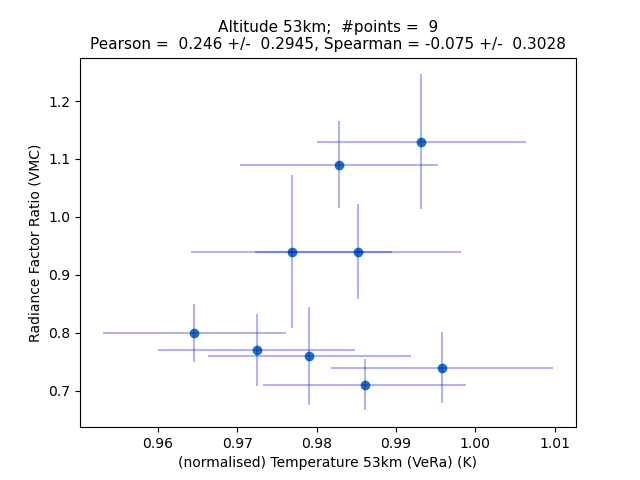 Altitude 53km;  #points =  9
Pearson =  0.246 +/-  0.2945, Spearman = -0.075 +/-  0.3028
1.2
1.1
1.0
0.9
0.8
0.7
Radiance Factor Ratio (VMC)
0.96 0.97 0.98 0.99 1.00 1.01
(normalised) Temperature 53km (VeRa) (K)